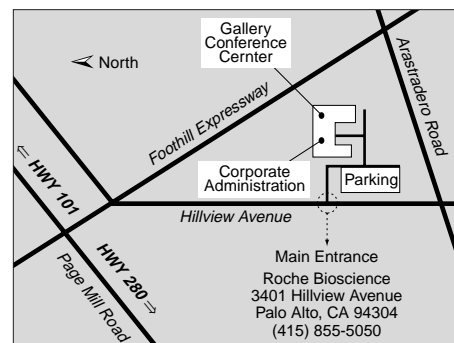 Gallery
Conference
Cernter
North
Arastradero Road
Foothill Expressway
Corporate
Administration
Parking
⇐ HWY 101
Hillview Avenue
HWY 280 ⇒
Page Mill Road
Main Entrance
Roche Bioscience
3401 Hillview Avenue
Palo Alto, CA 94304
(415) 855-5050